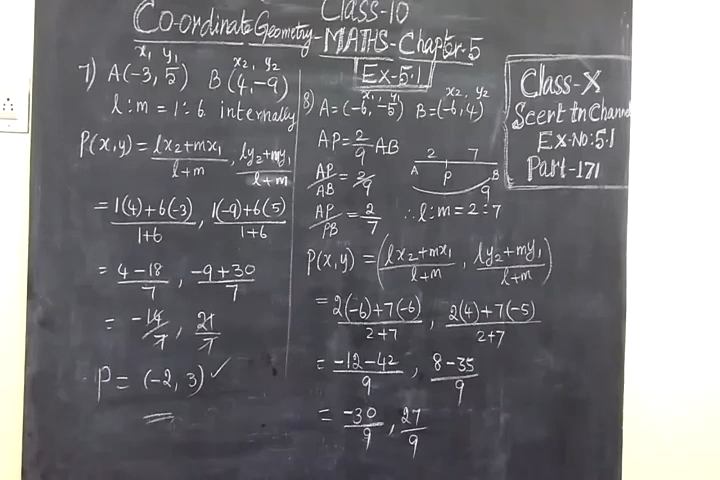 Class-10
Co-ordinate Geometry-MATHS-Chapter-5
Ex-5.1
Class-X
Scert Tn Channel
Ex-No:5.1
Part-171
7) A(-3, 5) B(4, -9)
x₁ y₁ x₂, y₂
l:m = 1:6 internally
P(x,y) = lx₂+mx₁/l+m, ly₂+my₁/l+m
= 1(4)+6(-3)/1+6, 1(-9)+6(5)/1+6
= 4-18/7, -9+30/7
= -14/7, 21/7
P = (-2, 3) ✓
8) A=(-6,-5) B=(-6,4)
x₁ y₁ x₂, y₂
AP=2/9 AB
AP/AB = 2/9
AP/PB = 2/7 ∴ l:m=2:7
2 7
A P B
9
P(x,y) = (lx₂+mx₁/l+m, ly₂+my₁/l+m)
= 2(-6)+7(-6)/2+7, 2(4)+7(-5)/2+7
= -12-42/9, 8-35/9
= -30/9, 27/9